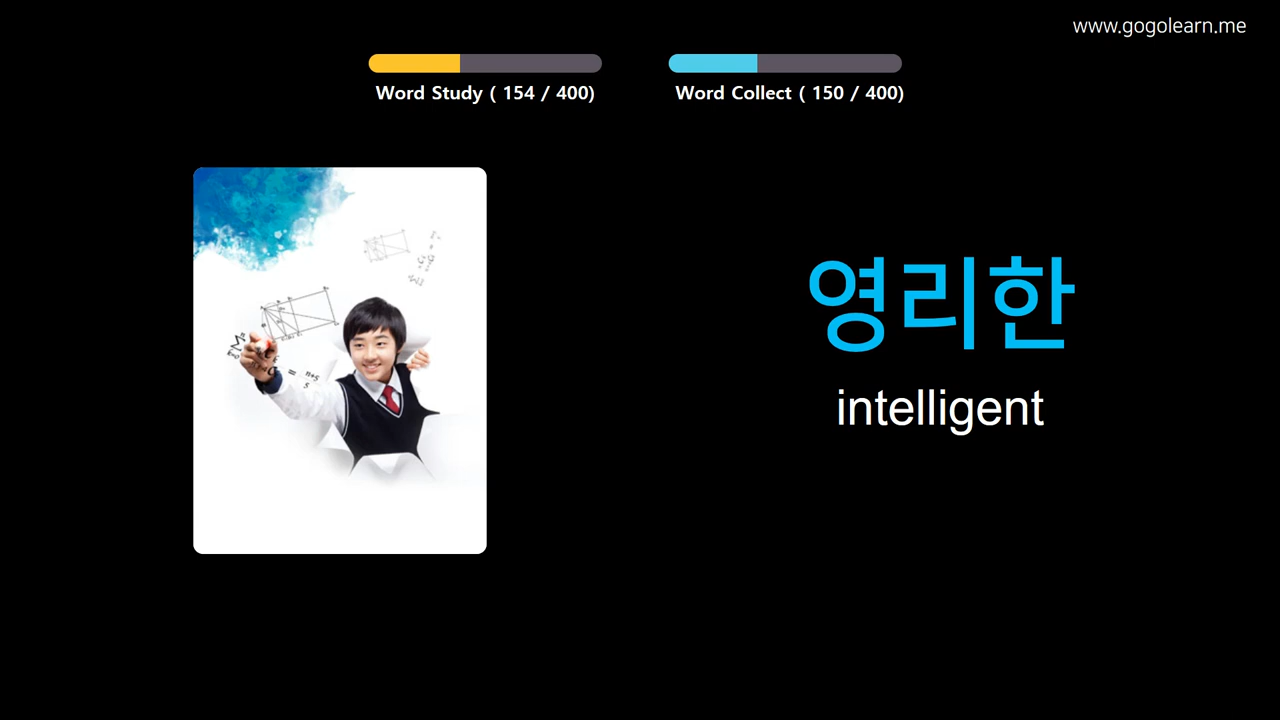 www.gogolearn.me
Word Study ( 154 / 400)
Word Collect ( 150 / 400)
영리한
intelligent